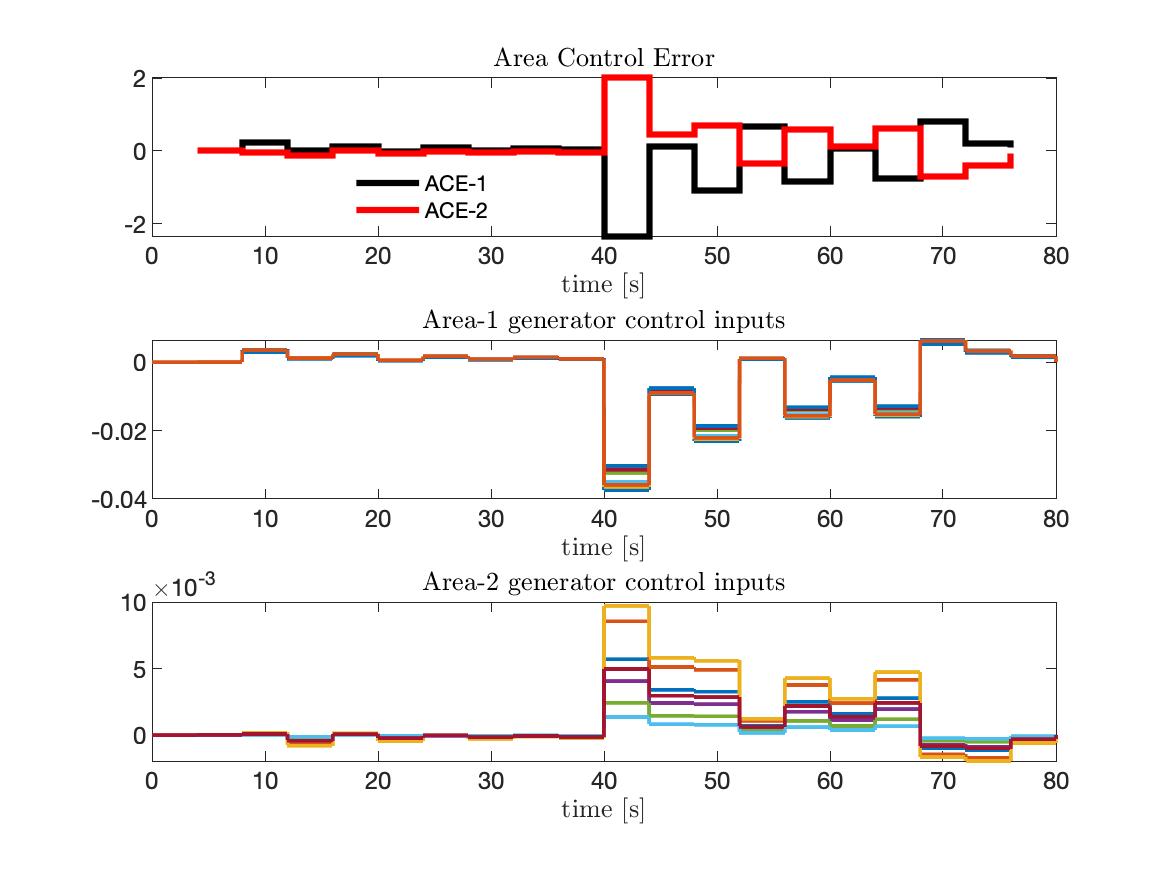 Area Control Error
2
0
-2
ACE-1
ACE-2
0 10 20 30 40 50 60 70 80
time [s]
Area-1 generator control inputs
0
-0.02
-0.04
0 10 20 30 40 50 60 70 80
time [s]
×10-3
Area-2 generator control inputs
10
5
0
0 10 20 30 40 50 60 70 80
time [s]